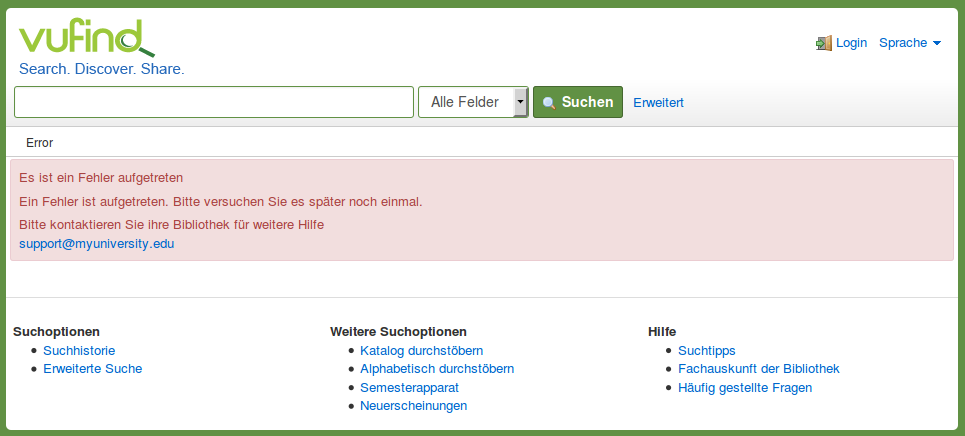 vufind
Search. Discover. Share.
Login Sprache
Alle Felder Suchen Erweitert
Error
Es ist ein Fehler aufgetreten
Ein Fehler ist aufgetreten. Bitte versuchen Sie es später noch einmal.
Bitte kontaktieren Sie ihre Bibliothek für weitere Hilfe
support@myuniversity.edu
Suchoptionen
Suchhistorie
Erweiterte Suche
Weitere Suchoptionen
Katalog durchstöbern
Alphabetisch durchstöbern
Semesterapparat
Neuerscheinungen
Hilfe
Suchtipps
Fachauskunft der Bibliothek
Häufig gestellte Fragen